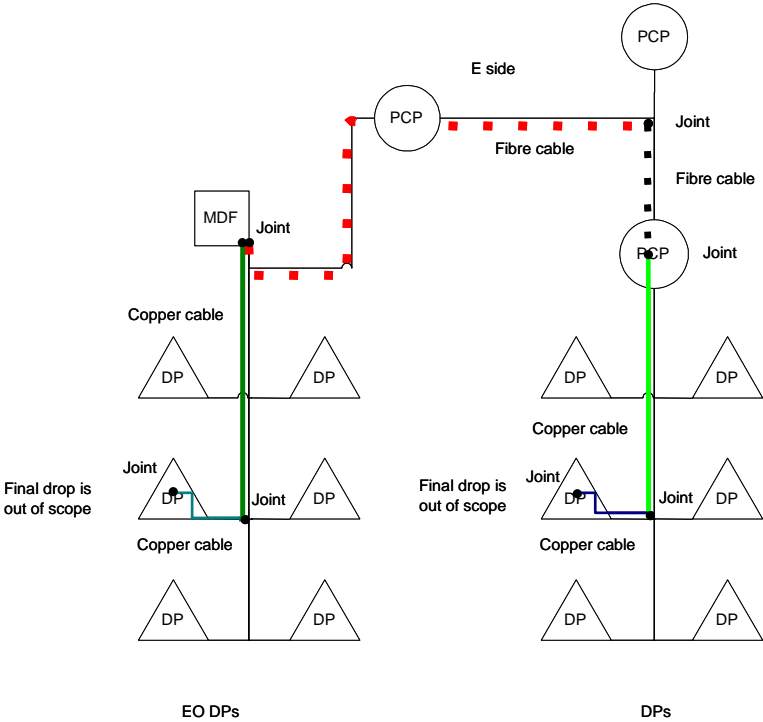 PCP
E side
PCP
Joint
Fibre cable
Fibre cable
MDF
Joint
PCP
Joint
Copper cable
DP
DP
DP
DP
Copper cable
Joint
DP
DP
Joint
DP
DP
Final drop is
out of scope
Joint
Final drop is
out of scope
Joint
Copper cable
Copper cable
DP
DP
DP
DP
EO DPs
DPs